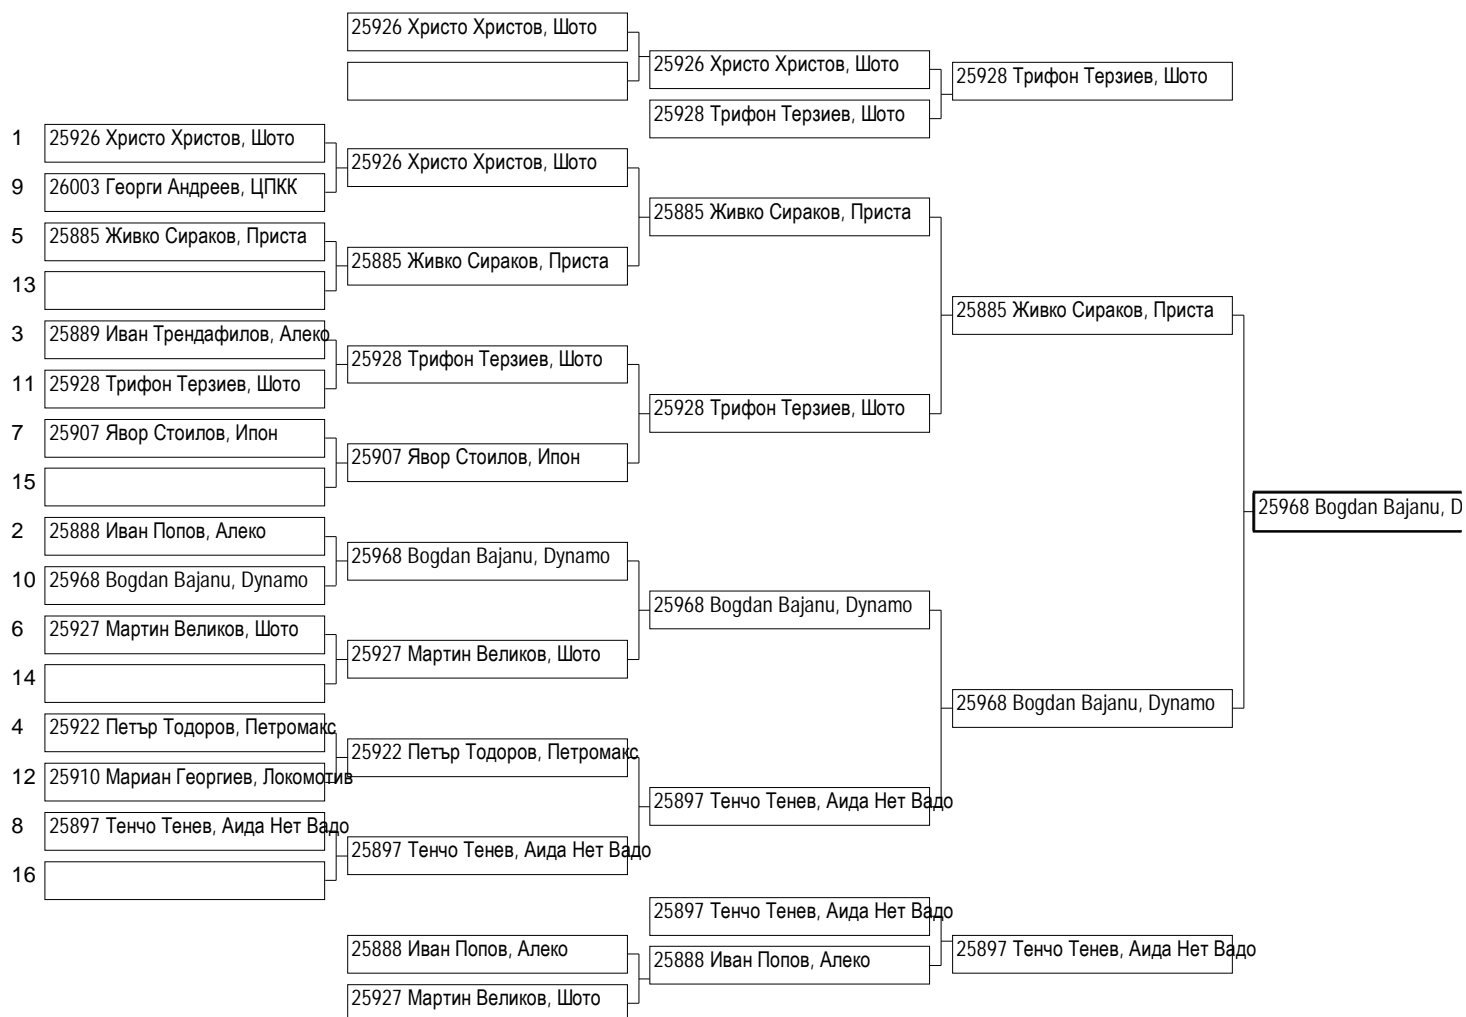 25926 Христо Христов, Шото
25926 Христо Христов, Шото
25928 Трифон Терзиев, Шото
25928 Трифон Терзиев, Шото
1 25926 Христо Христов, Шото
25926 Христо Христов, Шото
9 26003 Георги Андреев, ЦПКК
25885 Живко Сираков, Приста
5 25885 Живко Сираков, Приста
25885 Живко Сираков, Приста
13
25885 Живко Сираков, Приста
3 25889 Иван Трендафилов, Алеко
25928 Трифон Терзиев, Шото
11 25928 Трифон Терзиев, Шото
25928 Трифон Терзиев, Шото
7 25907 Явор Стоилов, Ипон
25907 Явор Стоилов, Ипон
15
25968 Bogdan Bajanu, D
2 25888 Иван Попов, Алеко
25968 Bogdan Bajanu, Dynamo
10 25968 Bogdan Bajanu, Dynamo
25968 Bogdan Bajanu, Dynamo
6 25927 Мартин Великов, Шото
25927 Мартин Великов, Шото
14
25968 Bogdan Bajanu, Dynamo
4 25922 Петър Тодоров, Петромакс
25922 Петър Тодоров, Петромакс
12 25910 Мариан Георгиев, Локомотив
25897 Тенчо Тенев, Аида Нет Вадо
8 25897 Тенчо Тенев, Аида Нет Вадо
25897 Тенчо Тенев, Аида Нет Вадо
16
25897 Тенчо Тенев, Аида Нет Вадо
25888 Иван Попов, Алеко
25888 Иван Попов, Алеко
25897 Тенчо Тенев, Аида Нет Вадо
25927 Мартин Великов, Шото